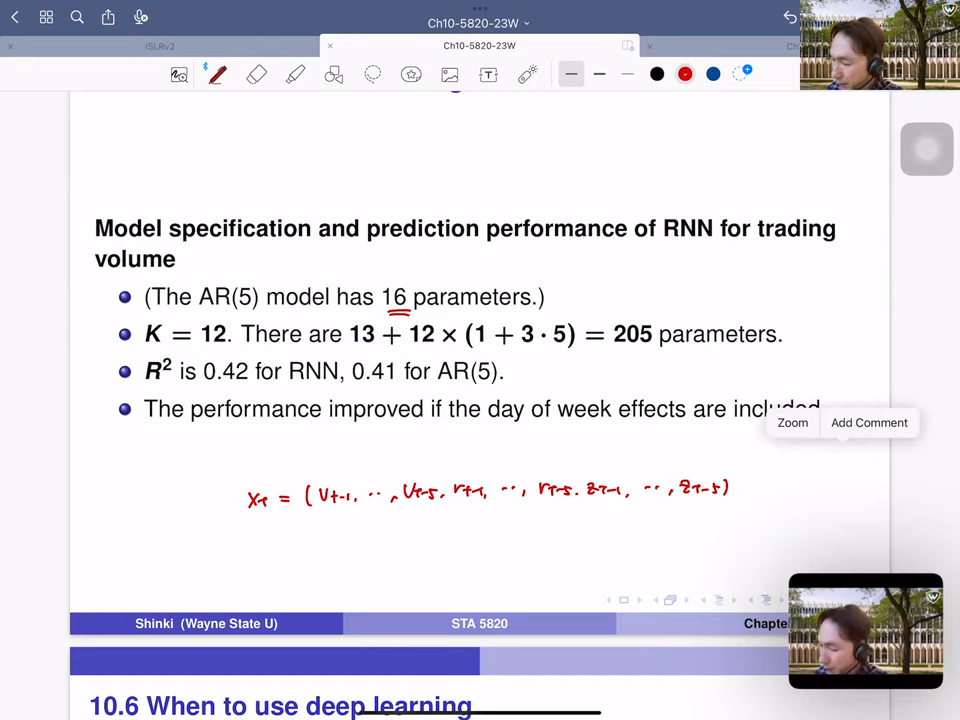 Ch10-5820-23W
ISLRv2
Ch10-5820-23W
Ch
Model specification and prediction performance of RNN for trading
volume
(The AR(5) model has 16 parameters.)
K = 12. There are 13 + 12 × (1 + 3 · 5) = 205 parameters.
R² is 0.42 for RNN, 0.41 for AR(5).
The performance improved if the day of week effects are included
Zoom Add Comment
Xt = (Vt-1, ‥, Vt-5, rt-1, ‥, rt-5, zt-1, ‥, zt-5)
Shinki (Wayne State U) STA 5820 Chapte
10.6 When to use deep learning